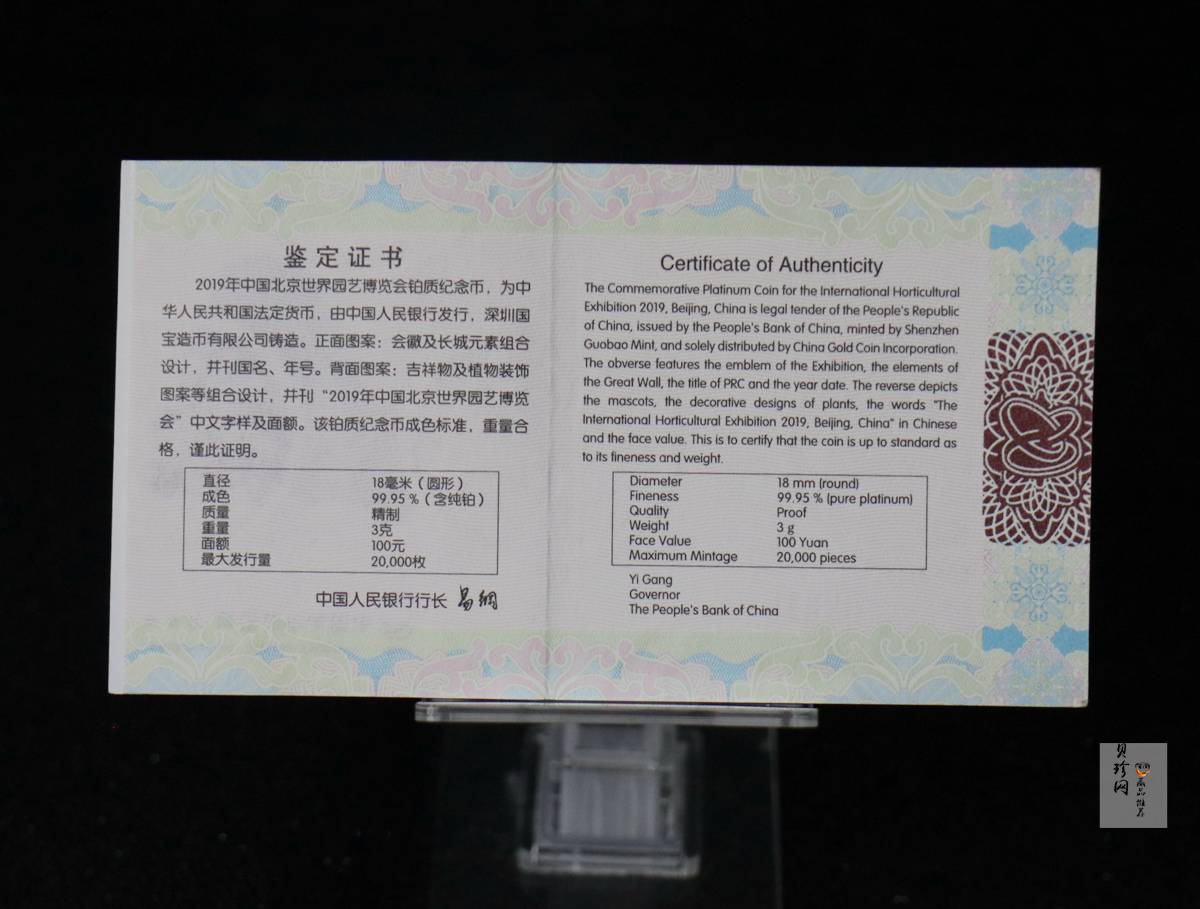 鉴定证书
2019年中国北京世界园艺博览会铂质纪念币，为中
华人民共和国法定货币，由中国人民银行发行，深圳国
宝造币有限公司铸造。正面图案：会徽及长城元素组合
设计，并刊国名、年号。背面图案：吉祥物及植物装饰
图案等组合设计，并刊“2019年中国北京世界园艺博览
会”中文字样及面额。该铂质纪念币成色标准，重量合
格，谨此证明。
直径 18毫米（圆形）
成色 99.95％（含纯铂）
质量 精制
重量 3克
面额 100元
最大发行量 20,000枚
中国人民银行行长 易纲
Certificate of Authenticity
The Commemorative Platinum Coin for the International Horticultural
Exhibition 2019, Beijing, China is legal tender of the People's Republic
of China, issued by the People's Bank of China, minted by Shenzhen
Guobao Mint, and solely distributed by China Gold Coin Incorporation.
The obverse features the emblem of the Exhibition, the elements of
the Great Wall, the title of PRC and the year date. The reverse depicts
the mascots, the decorative designs of plants, the words "The
International Horticultural Exhibition 2019, Beijing, China" in Chinese
and the face value. This is to certify that the coin is up to standard as
to its fineness and weight.
Diameter 18 mm (round)
Fineness 99.95 % (pure platinum)
Quality Proof
Weight 3 g
Face Value 100 Yuan
Maximum Mintage 20,000 pieces
Yi Gang
Governor
The People's Bank of China
贝珍网
藏品推荐